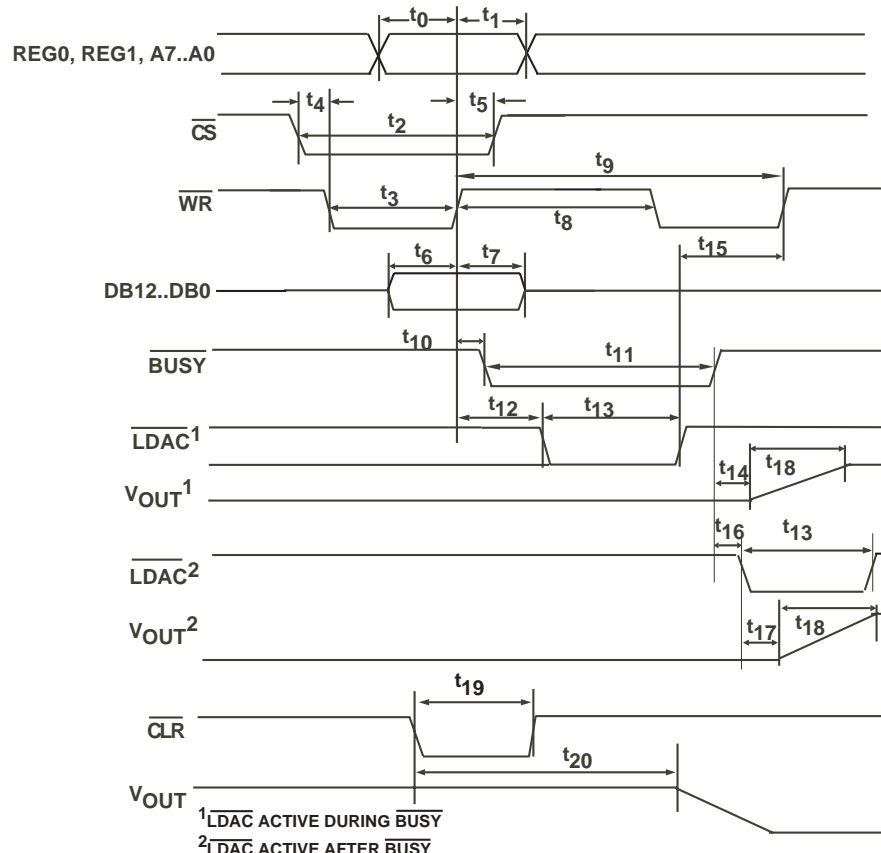 t0 t1
REG0, REG1, A7..A0
t4 t5
t2
CS
t9
WR
t3
t8
t15
t6 t7
DB12..DB0
t10
t11
BUSY
t12 t13
LDAC1
t14 t18
VOUT1
t16 t13
LDAC2
t17 t18
VOUT2
t19
CLR
t20
VOUT
1LDAC ACTIVE DURING BUSY
2LDAC ACTIVE AFTER BUSY